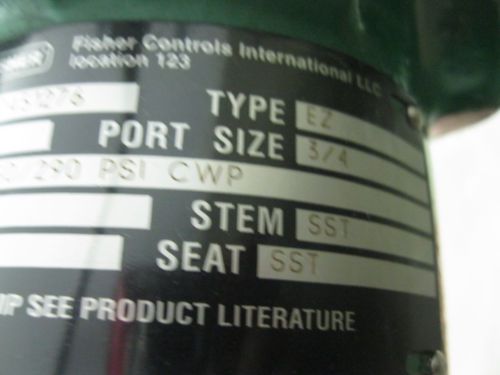 Fisher Controls International LLC
location 123
TYPE EZ
PORT SIZE 3/4
/290 PSI CWP
STEM SST
SEAT SST
SEE PRODUCT LITERATURE